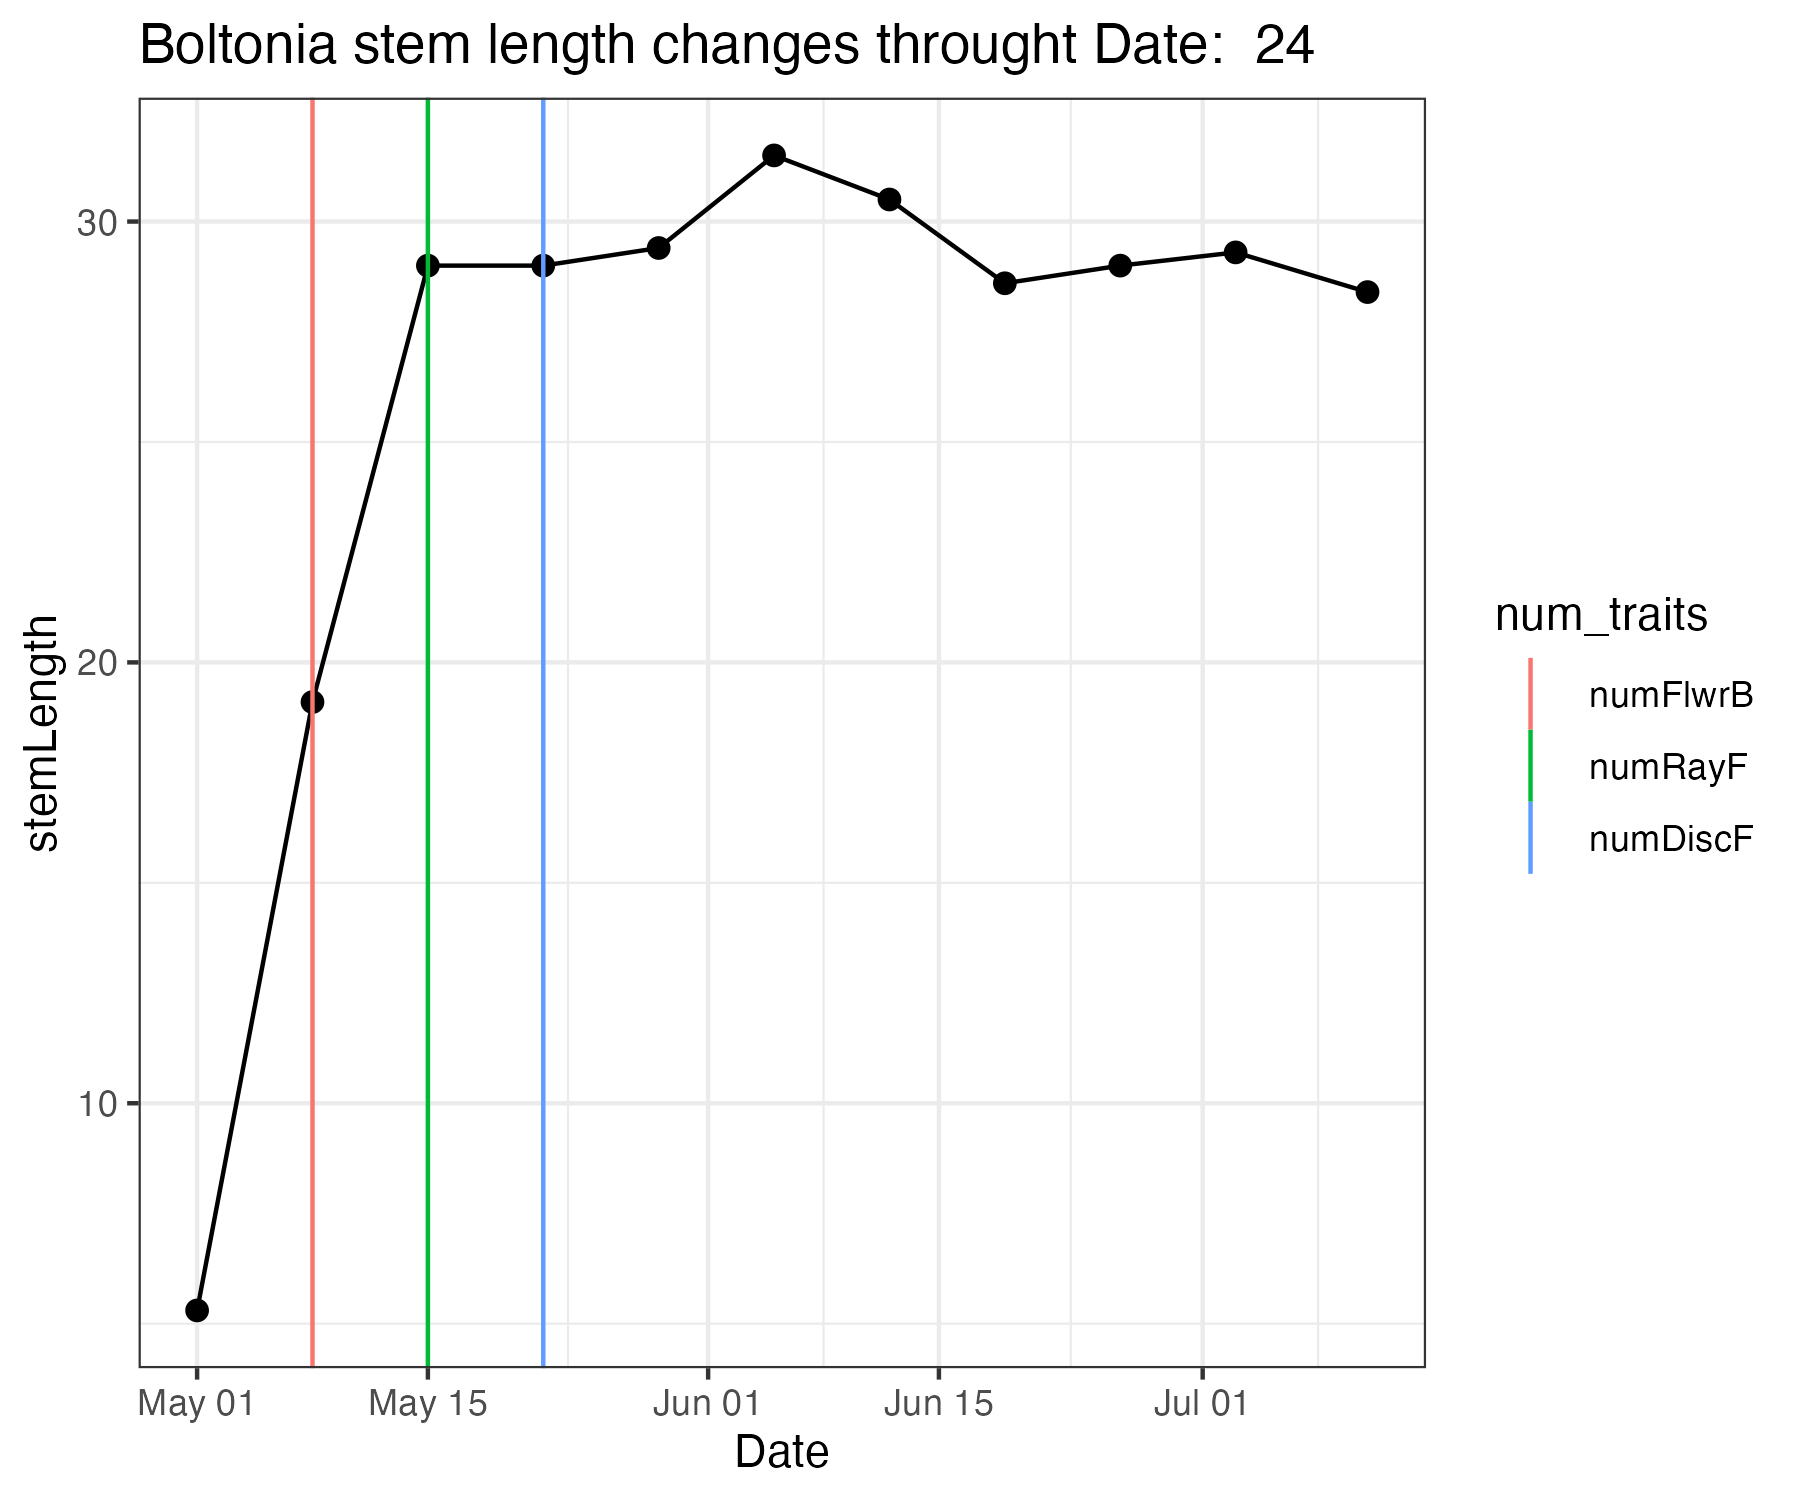 Boltonia stem length changes throught Date:  24
stemLength
30
20
10
May 01
May 15
Jun 01
Jun 15
Jul 01
Date
num_traits
numFlwrB
numRayF
numDiscF